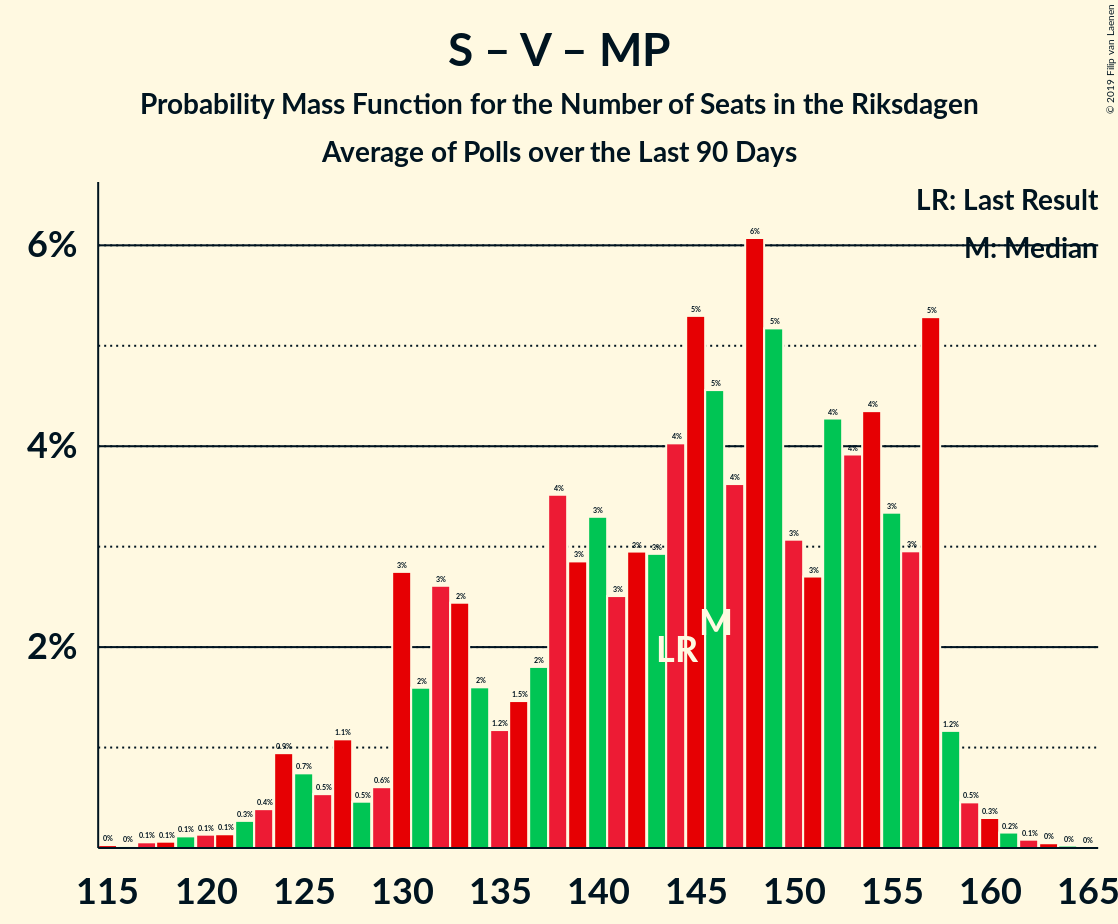 S – V – MP
Probability Mass Function for the Number of Seats in the Riksdagen
Average of Polls over the Last 90 Days
© 2019 Filip van Laenen
LR: Last Result
M: Median
6%
4%
2%
0% 0% 0.1% 0.1% 0.1% 0.1% 0.1% 0.3% 0.4% 0.9% 0.7% 0.5% 1.1% 0.5% 0.6% 3% 2% 3% 2% 2% 1.2% 1.5% 2% 4% 3% 3% 3% 3% 3% 4% 5% 5% 4% 6% 5% 3% 3% 4% 4% 4% 3% 3% 5% 1.2% 0.5% 0.3% 0.2% 0.1% 0% 0% 0%
M
LR
115 120 125 130 135 140 145 150 155 160 165